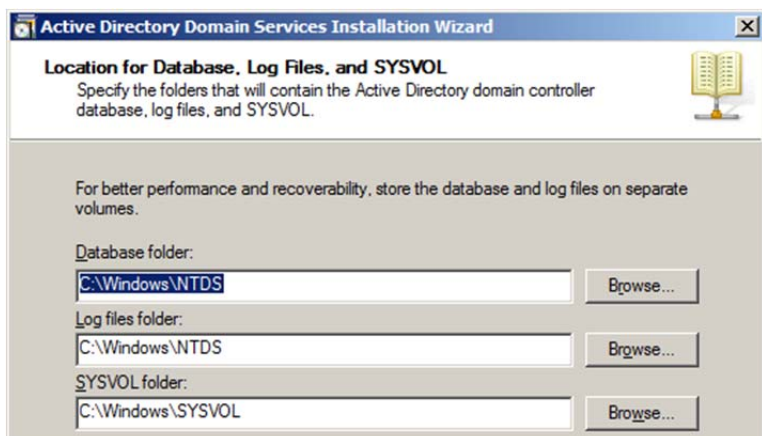 Active Directory Domain Services Installation Wizard
Location for Database, Log Files, and SYSVOL
Specify the folders that will contain the Active Directory domain controller
database, log files, and SYSVOL.
For better performance and recoverability, store the database and log files on separate
volumes.
Database folder:
C:\Windows\NTDS
Browse...
Log files folder:
C:\Windows\NTDS
Browse...
SYSVOL folder:
C:\Windows\SYSVOL
Browse...